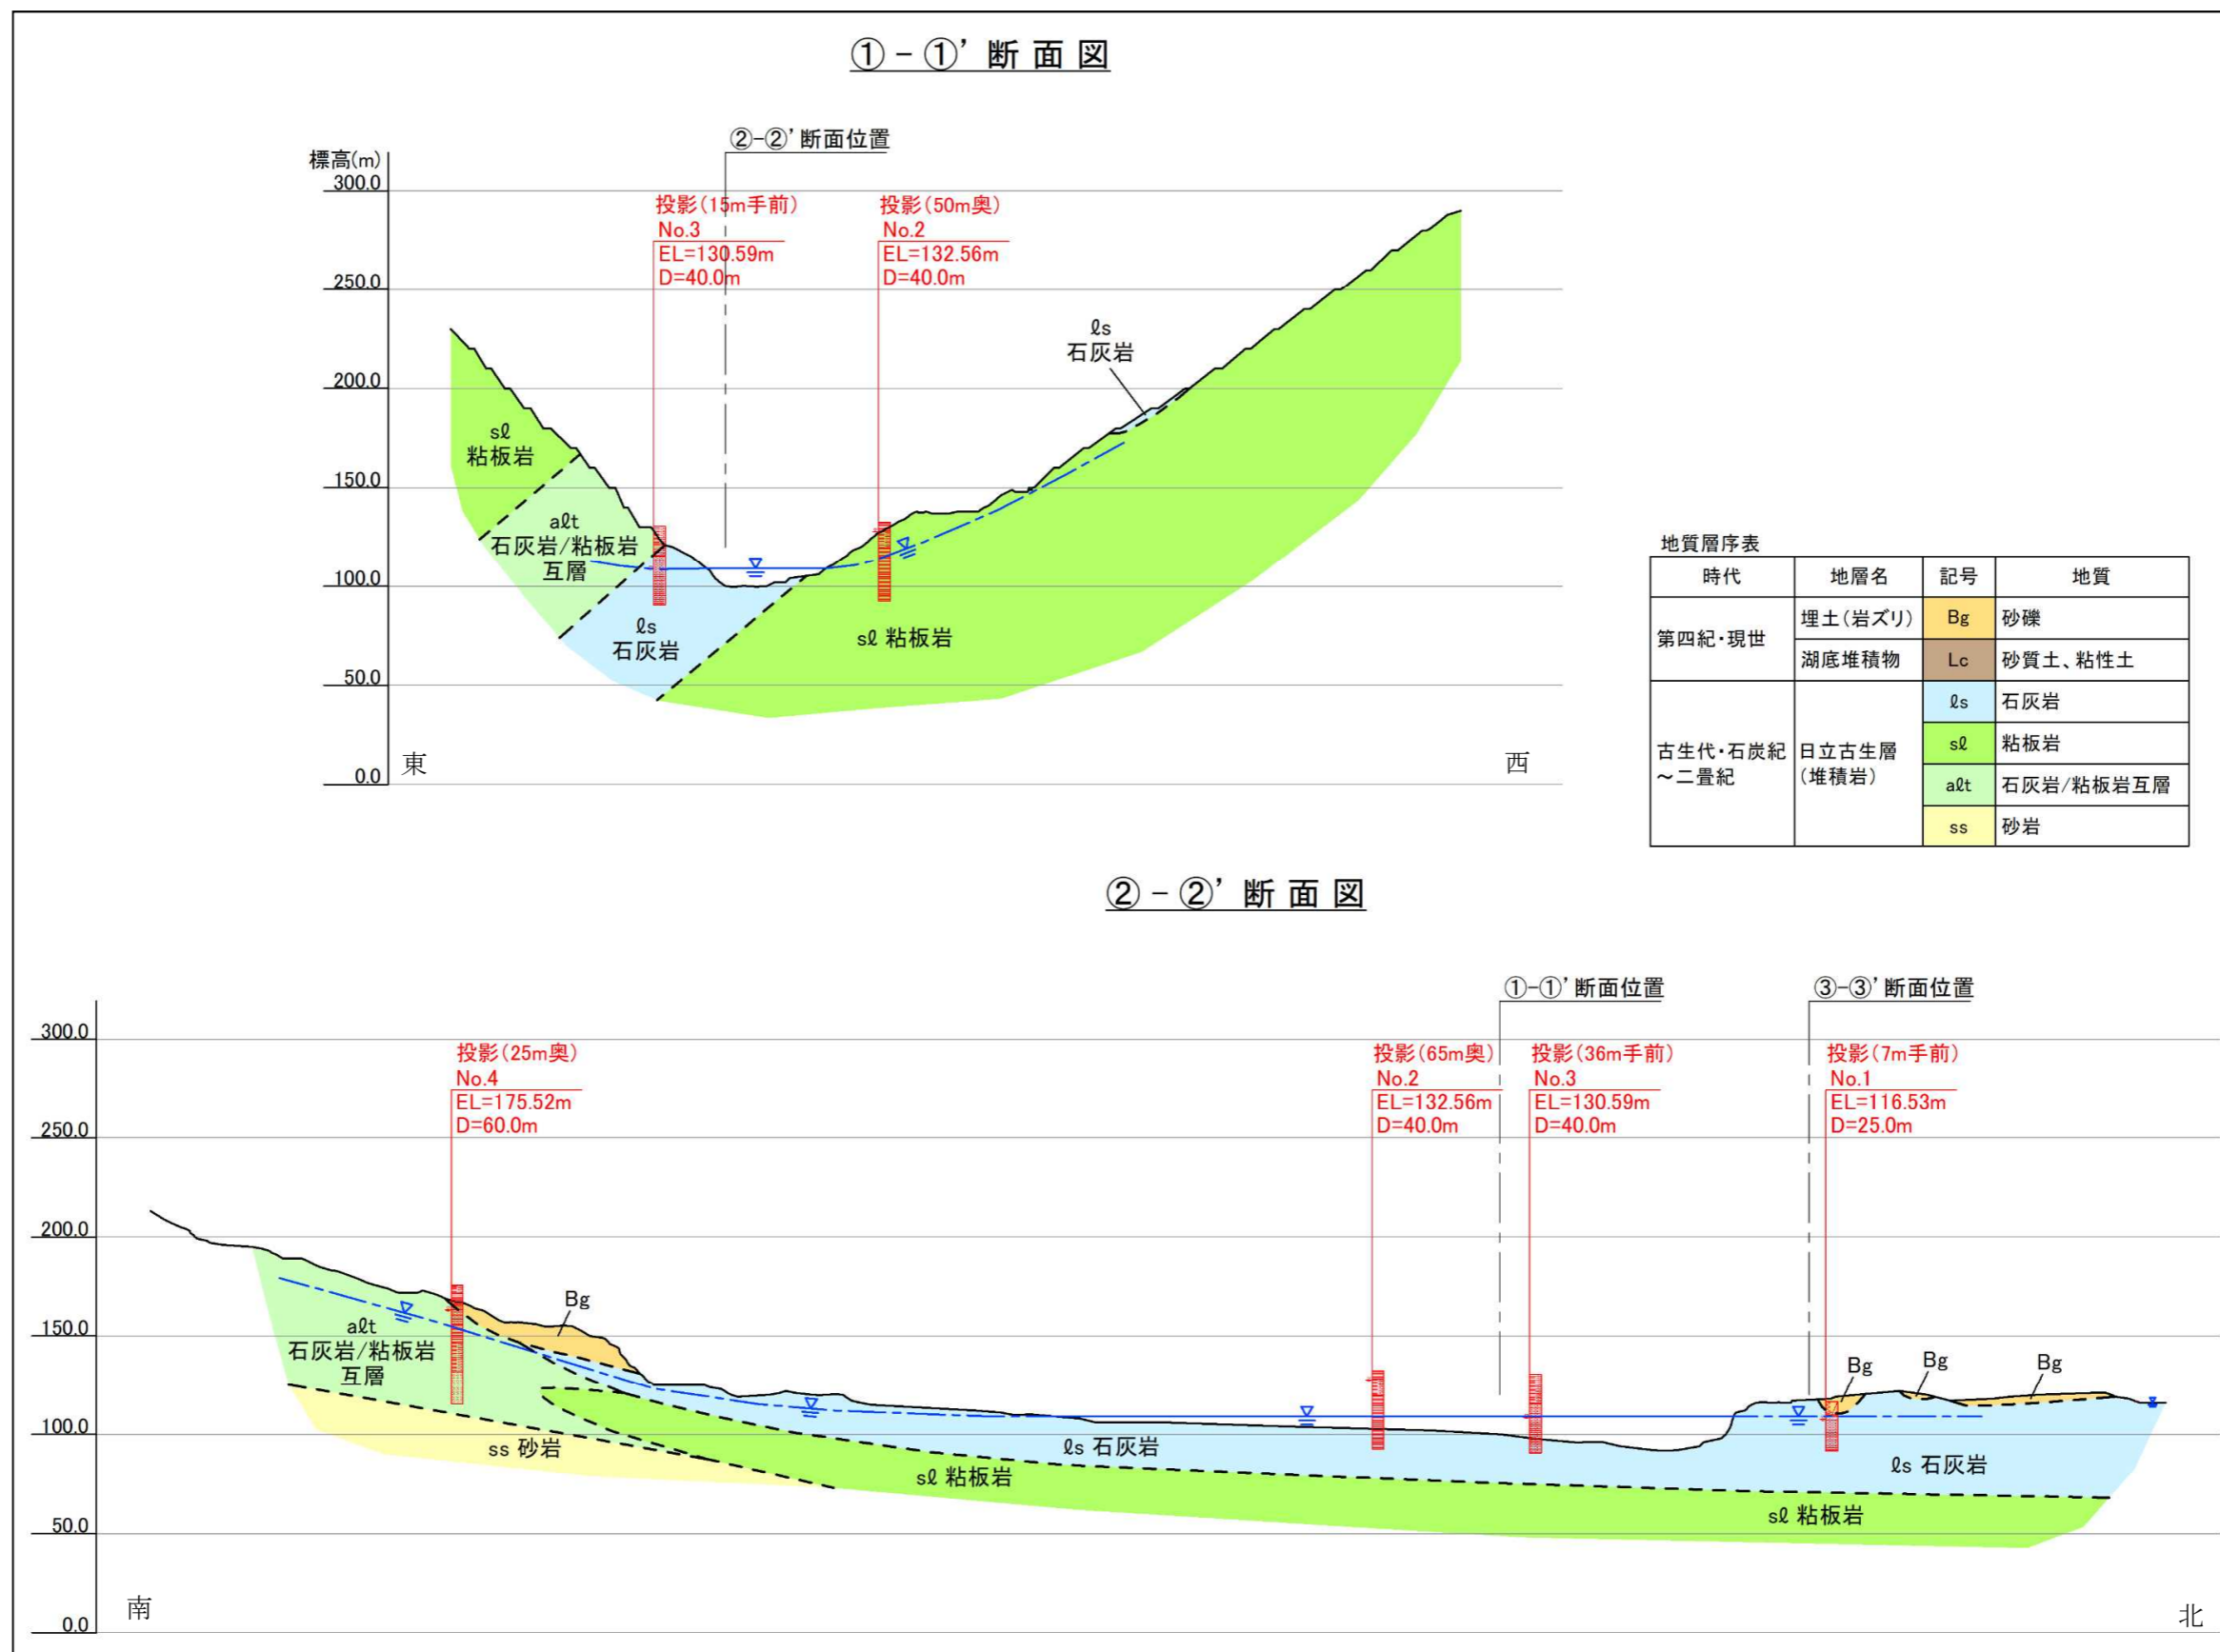 ①-①’断面図
②-②’断面位置
標高(m)
300.0
250.0
200.0
150.0
100.0
50.0
0.0
投影(15m手前)
No.3
EL=130.59m
D=40.0m
投影(50m奥)
No.2
EL=132.56m
D=40.0m
ℓs
石灰岩
sℓ
粘板岩
aℓt
石灰岩/粘板岩
互層
ℓs
石灰岩
sℓ 粘板岩
東
西
地質層序表
時代 地層名 記号 地質
第四紀・現世 埋土(岩ズリ) Bg 砂礫
湖底堆積物 Lc 砂質土、粘性土
古生代・石炭紀
~二畳紀
日立古生層
(堆積岩)
ℓs 石灰岩
sℓ 粘板岩
aℓt 石灰岩/粘板岩互層
ss 砂岩
②-②’断面図
①-①’断面位置
③-③’断面位置
300.0
250.0
200.0
150.0
100.0
50.0
0.0
投影(25m奥)
No.4
EL=175.52m
D=60.0m
投影(65m奥)
No.2
EL=132.56m
D=40.0m
投影(36m手前)
No.3
EL=130.59m
D=40.0m
投影(7m手前)
No.1
EL=116.53m
D=25.0m
Bg
aℓt
石灰岩/粘板岩
互層
Bg
Bg
Bg
ss 砂岩
ℓs 石灰岩
sℓ 粘板岩
ℓs 石灰岩
sℓ 粘板岩
南
北